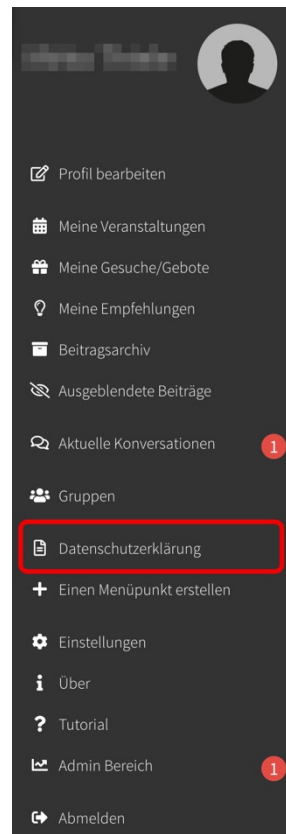 Profil bearbeiten
Meine Veranstaltungen
Meine Gesuche/Gebote
Meine Empfehlungen
Beitragsarchiv
Ausgeblendete Beiträge
Aktuelle Konversationen 1
Gruppen
Datenschutzerklärung
Einen Menüpunkt erstellen
Einstellungen
Über
Tutorial
Admin Bereich 1
Abmelden